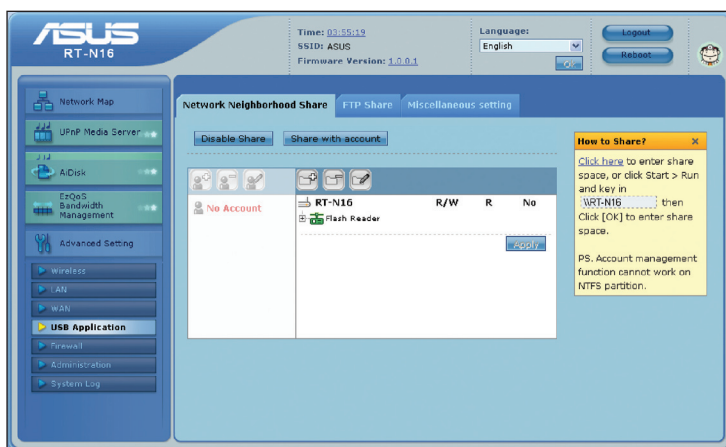 ASUS
RT-N16
Time: 03:55:19
SSID: ASUS
Firmware Version: 1.0.0.1
Language:
English
Logout
Reboot
Network Map
UPnP Media Server
AiDisk
EzQoS
Bandwidth
Management
Advanced Setting
Wireless
LAN
WAN
USB Application
Firewall
Administration
System Log
Network Neighborhood Share
FTP Share
Miscellaneous setting
Disable Share
Share with account
No Account
RT-N16
R/W
R
No
Flash Reader
Apply
How to Share?
Click here to enter share
space, or click Start > Run
and key in
\\RT-N16 then
Click [OK] to enter share
space.
PS. Account management
function cannot work on
NTFS partition.